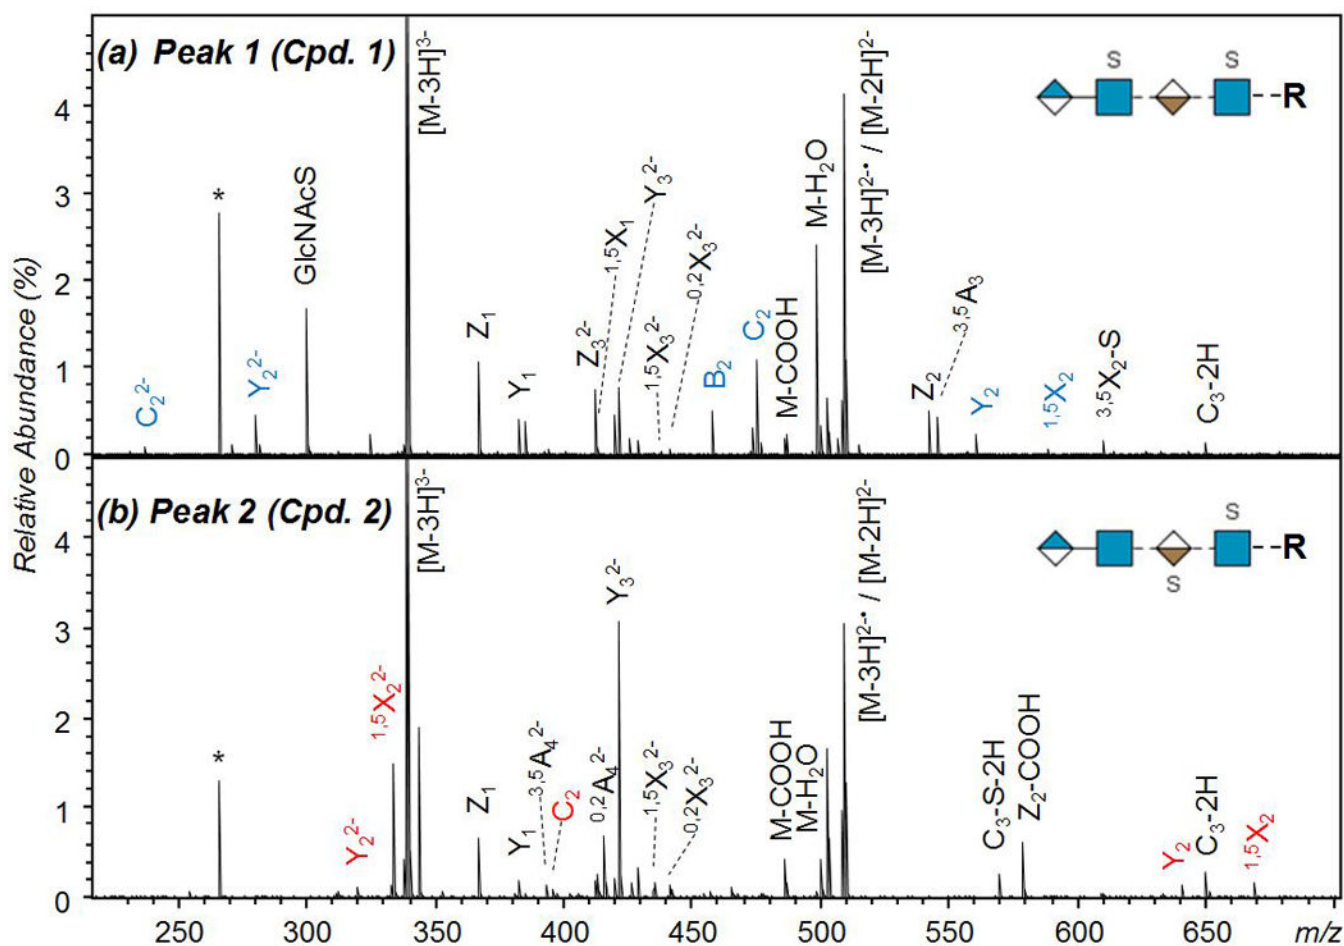 (a) Peak 1 (Cpd. 1)
[M-3H]³⁻
[M-3H]²⁻• / [M-2H]²⁻
S S
R
4
3
2
1
0
*
C₂²⁻
Y₂²⁻
GlcNAcS
Z₁
Y₁
Z₃²⁻
¹,⁵X₁
Y₃²⁻
¹,⁵X₃²⁻
⁰,²X₃²⁻
B₂
C₂
M-COOH
M-H₂O
Z₂
³,⁵A₃
Y₂
¹,⁵X₂
³,⁵X₂-S
C₃-2H
Relative Abundance (%)
(b) Peak 2 (Cpd. 2)
[M-3H]³⁻
[M-3H]²⁻• / [M-2H]²⁻
S
R
S
4
3
2
1
0
*
Y₂²⁻
¹,⁵X₂²⁻
Z₁
Y₁
³,⁵A₄²⁻
C₂
⁰,²A₄²⁻
Y₃²⁻
¹,⁵X₃²⁻
⁰,²X₃²⁻
M-COOH
M-H₂O
C₃-S-2H
Z₂-COOH
Y₂
C₃-2H
¹,⁵X₂
250 300 350 400 450 500 550 600 650 m/z